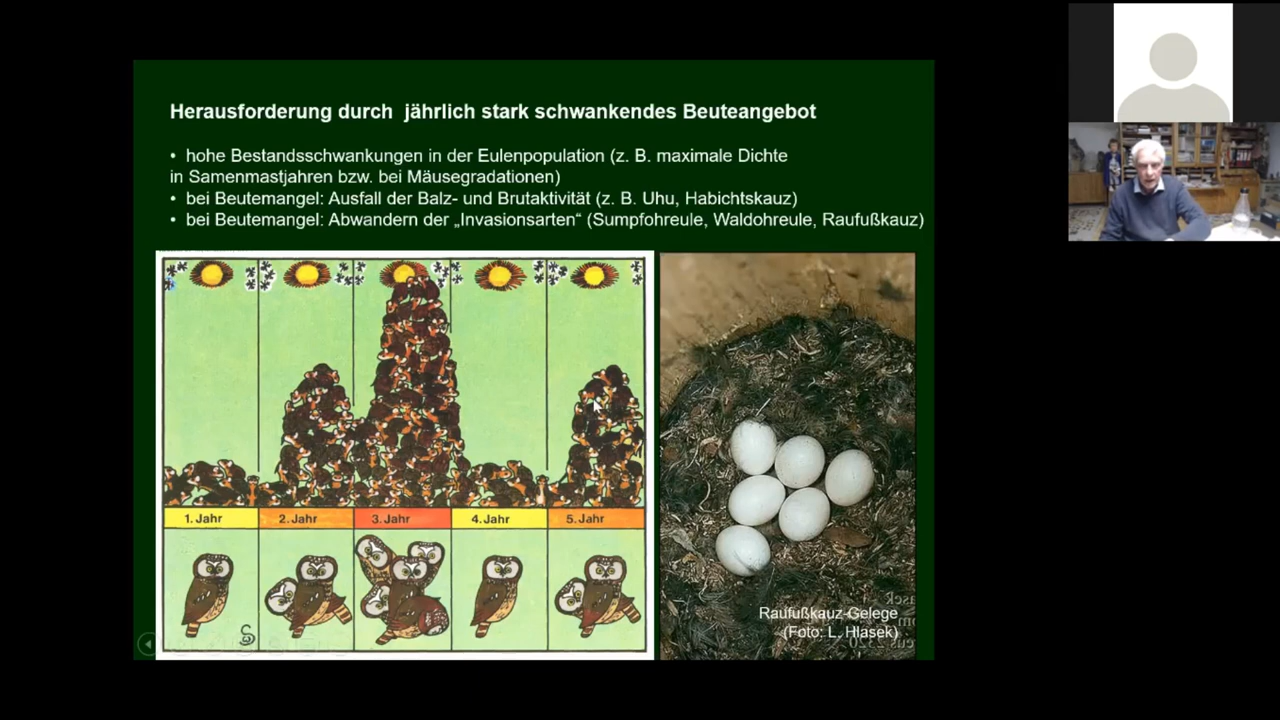 Herausforderung durch jährlich stark schwankendes Beuteangebot
• hohe Bestandsschwankungen in der Eulenpopulation (z. B. maximale Dichte
in Samenmastjahren bzw. bei Mäusegradationen)
• bei Beutemangel: Ausfall der Balz- und Brutaktivität (z. B. Uhu, Habichtskauz)
• bei Beutemangel: Abwandern der „Invasionsarten“ (Sumpfohreule, Waldohreule, Raufußkauz)
1. Jahr 2. Jahr 3. Jahr 4. Jahr 5. Jahr
Raufußkauz-Gelege
(Foto: L. Hlasek)